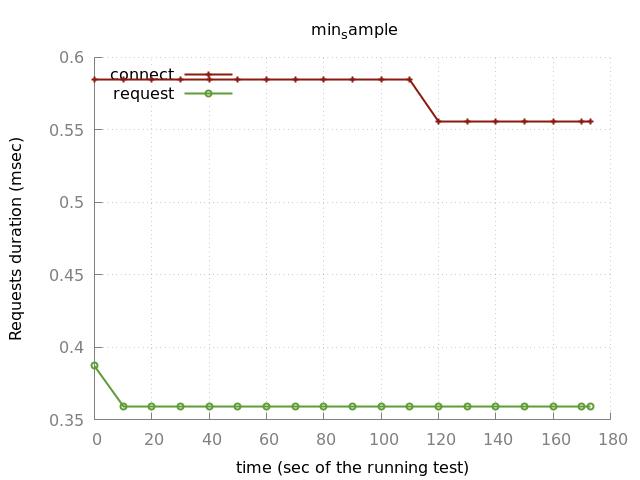 min_sample
0.6
connect
request
0.55
0.5
0.45
0.4
0.35
Requests duration (msec)
0 20 40 60 80 100 120 140 160 180
time (sec of the running test)